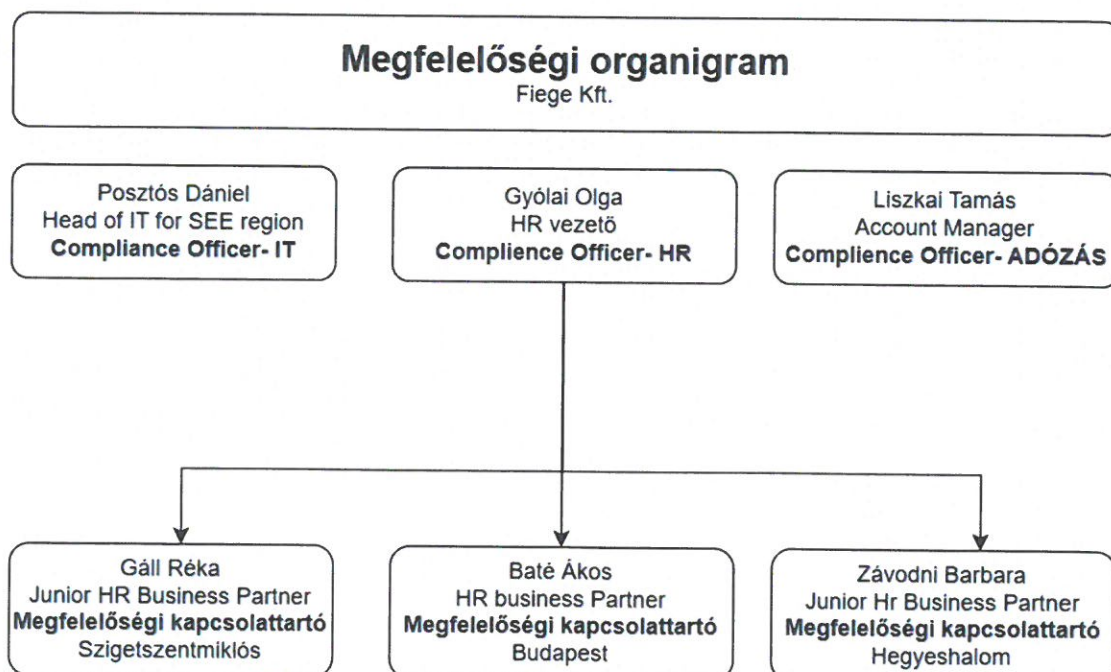 Megfelelőségi organigram
Fiege Kft.
Posztós Dániel
Head of IT for SEE region
Compliance Officer- IT
Gyólai Olga
HR vezető
Complience Officer- HR
Liszkai Tamás
Account Manager
Complience Officer- ADÓZÁS
Gáll Réka
Junior HR Business Partner
Megfelelőségi kapcsolattartó
Szigetszentmiklós
Baté Ákos
HR business Partner
Megfelelőségi kapcsolattartó
Budapest
Závodni Barbara
Junior Hr Business Partner
Megfelelőségi kapcsolattartó
Hegyeshalom